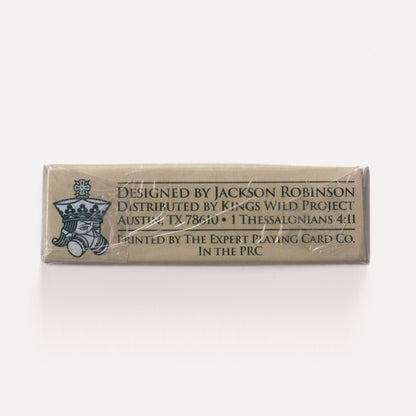 Designed by Jackson Robinson
Distributed by Kings Wild Project
Austin, TX 78610 • 1 Thessalonians 4:11
Printed by The Expert Playing Card Co.
In the PRC